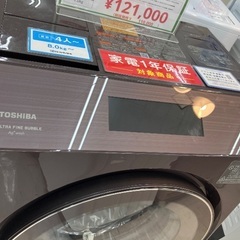 ¥121,000
4人~
6.0kg~
家電1年保証
対象商品
TOSHIBA
ULTRA FINE BUBBLE